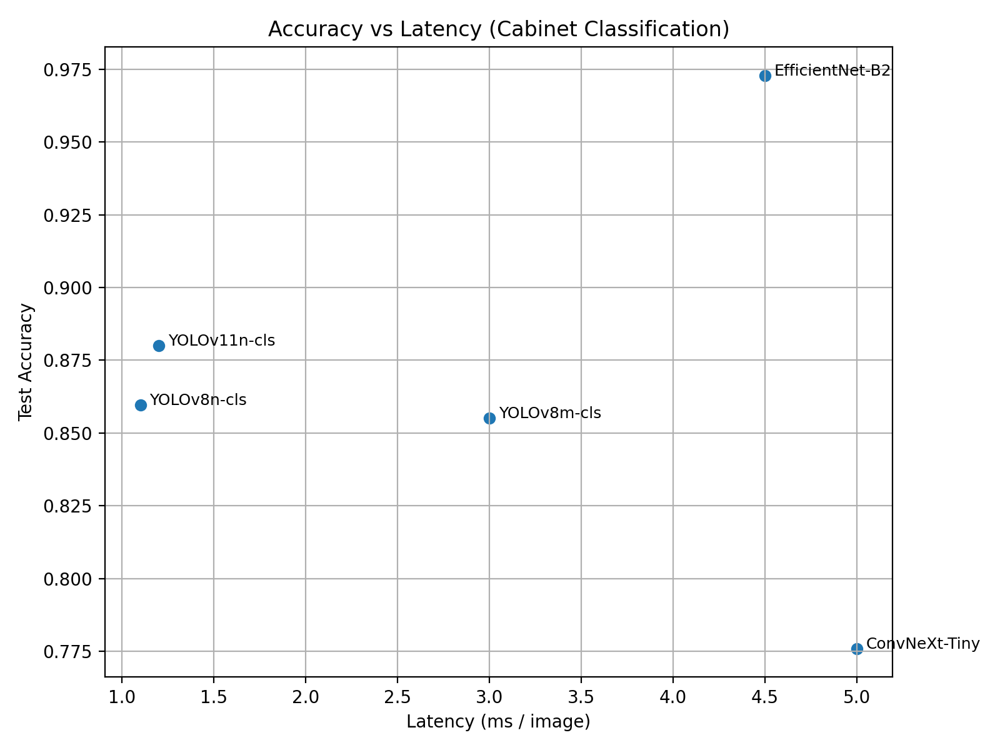 Accuracy vs Latency (Cabinet Classification)
0.975
EfficientNet-B2
0.950
0.925
0.900
YOLOv11n-cls
0.875
YOLOv8n-cls
YOLOv8m-cls
0.850
0.825
0.800
0.775
ConvNeXt-Tiny
Test Accuracy
1.0 1.5 2.0 2.5 3.0 3.5 4.0 4.5 5.0
Latency (ms / image)